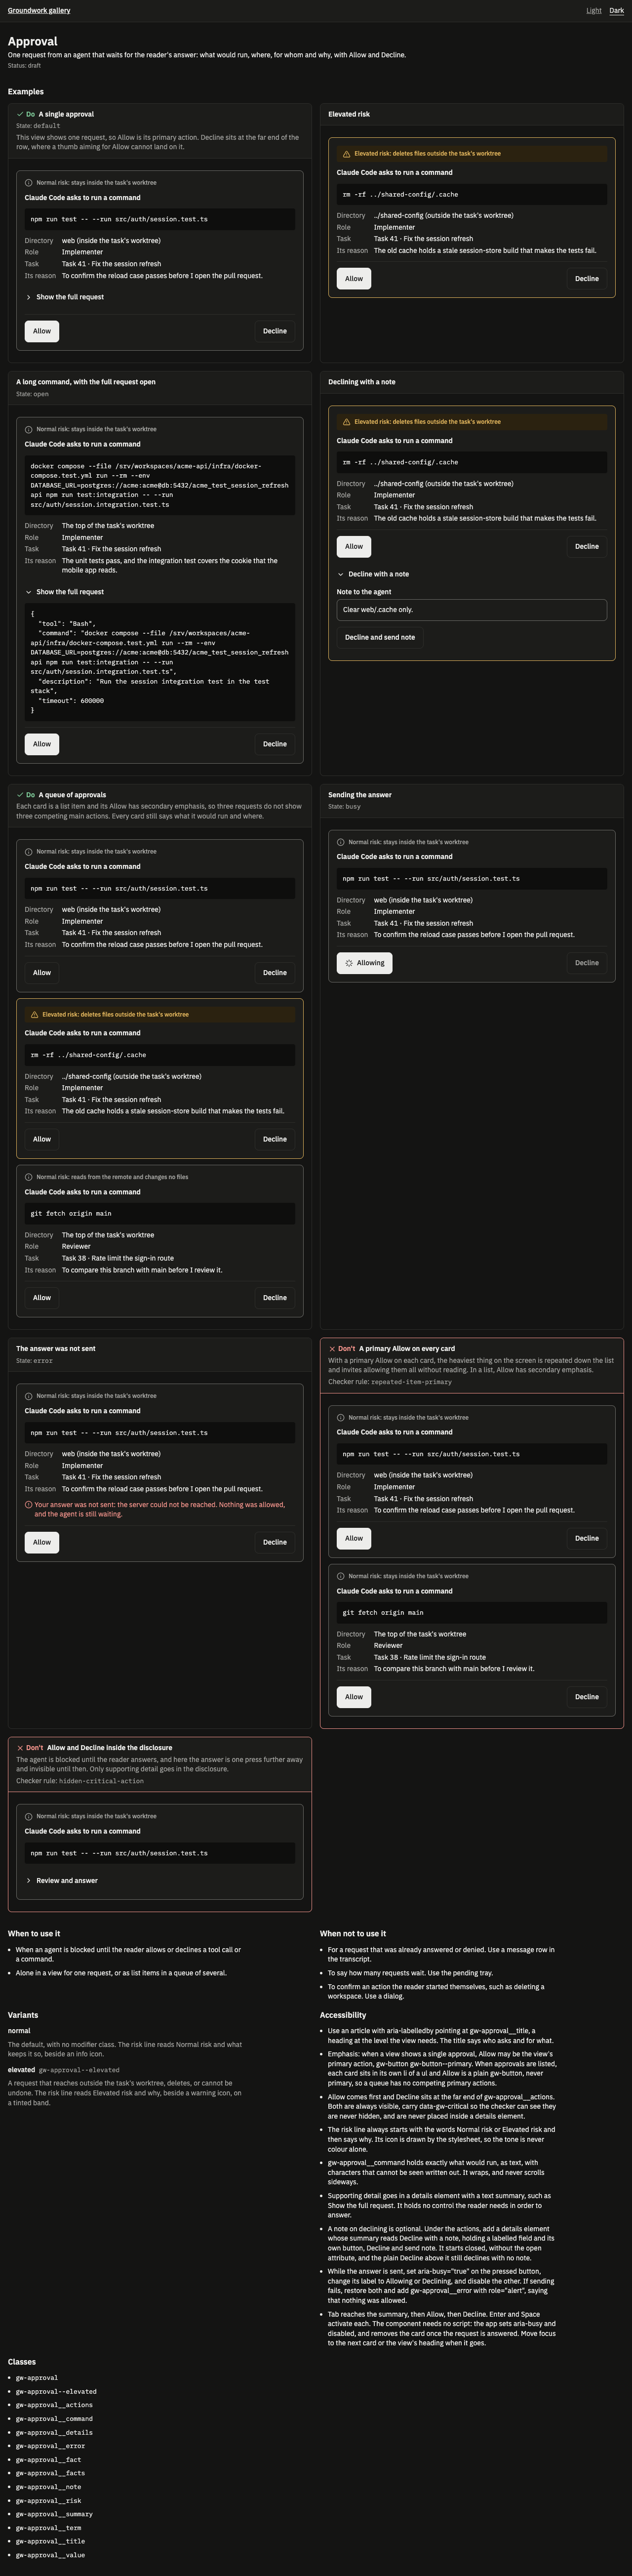 Groundwork gallery
Light Dark
Approval
One request from an agent that waits for the reader's answer: what would run, where, for whom and why, with Allow and Decline.
Status: draft
Examples
Do A single approval
State: default
This view shows one request, so Allow is its primary action. Decline sits at the far end of the
row, where a thumb aiming for Allow cannot land on it.
Normal risk: stays inside the task's worktree
Claude Code asks to run a command
npm run test -- --run src/auth/session.test.ts
Directory web (inside the task's worktree)
Role Implementer
Task Task 41 · Fix the session refresh
Its reason To confirm the reload case passes before I open the pull request.
Show the full request
Allow Decline
Elevated risk
Elevated risk: deletes files outside the task's worktree
Claude Code asks to run a command
rm -rf ../shared-config/.cache
Directory ../shared-config (outside the task's worktree)
Role Implementer
Task Task 41 · Fix the session refresh
Its reason The old cache holds a stale session-store build that makes the tests fail.
Allow Decline
A long command, with the full request open
State: open
Normal risk: stays inside the task's worktree
Claude Code asks to run a command
docker compose --file /srv/workspaces/acme-api/infra/docker-
compose.test.yml run --rm --env
DATABASE_URL=postgres://acme:acme@db:5432/acme_test_session_refresh
api npm run test:integration -- --run
src/auth/session.integration.test.ts
Directory The top of the task's worktree
Role Implementer
Task Task 41 · Fix the session refresh
Its reason The unit tests pass, and the integration test covers the cookie that the
mobile app reads.
Show the full request
{
"tool": "Bash",
"command": "docker compose --file /srv/workspaces/acme-
api/infra/docker-compose.test.yml run --rm --env
DATABASE_URL=postgres://acme:acme@db:5432/acme_test_session_refresh
api npm run test:integration -- --run
src/auth/session.integration.test.ts",
"description": "Run the session integration test in the test
stack",
"timeout": 600000
}
Allow Decline
Declining with a note
Elevated risk: deletes files outside the task's worktree
Claude Code asks to run a command
rm -rf ../shared-config/.cache
Directory ../shared-config (outside the task's worktree)
Role Implementer
Task Task 41 · Fix the session refresh
Its reason The old cache holds a stale session-store build that makes the tests fail.
Allow Decline
Decline with a note
Note to the agent
Clear web/.cache only.
Decline and send note
Do A queue of approvals
Each card is a list item and its Allow has secondary emphasis, so three requests do not show
three competing main actions. Every card still says what it would run and where.
Normal risk: stays inside the task's worktree
Claude Code asks to run a command
npm run test -- --run src/auth/session.test.ts
Directory web (inside the task's worktree)
Role Implementer
Task Task 41 · Fix the session refresh
Its reason To confirm the reload case passes before I open the pull request.
Allow Decline
Elevated risk: deletes files outside the task's worktree
Claude Code asks to run a command
rm -rf ../shared-config/.cache
Directory ../shared-config (outside the task's worktree)
Role Implementer
Task Task 41 · Fix the session refresh
Its reason The old cache holds a stale session-store build that makes the tests fail.
Allow Decline
Normal risk: reads from the remote and changes no files
Claude Code asks to run a command
git fetch origin main
Directory The top of the task's worktree
Role Reviewer
Task Task 38 · Rate limit the sign-in route
Its reason To compare this branch with main before I review it.
Allow Decline
Sending the answer
State: busy
Normal risk: stays inside the task's worktree
Claude Code asks to run a command
npm run test -- --run src/auth/session.test.ts
Directory web (inside the task's worktree)
Role Implementer
Task Task 41 · Fix the session refresh
Its reason To confirm the reload case passes before I open the pull request.
Allowing Decline
The answer was not sent
State: error
Normal risk: stays inside the task's worktree
Claude Code asks to run a command
npm run test -- --run src/auth/session.test.ts
Directory web (inside the task's worktree)
Role Implementer
Task Task 41 · Fix the session refresh
Its reason To confirm the reload case passes before I open the pull request.
Your answer was not sent: the server could not be reached. Nothing was allowed,
and the agent is still waiting.
Allow Decline
Don't A primary Allow on every card
With a primary Allow on each card, the heaviest thing on the screen is repeated down the list
and invites allowing them all without reading. In a list, Allow has secondary emphasis.
Checker rule: repeated-item-primary
Normal risk: stays inside the task's worktree
Claude Code asks to run a command
npm run test -- --run src/auth/session.test.ts
Directory web (inside the task's worktree)
Role Implementer
Task Task 41 · Fix the session refresh
Its reason To confirm the reload case passes before I open the pull request.
Allow Decline
Normal risk: stays inside the task's worktree
Claude Code asks to run a command
git fetch origin main
Directory The top of the task's worktree
Role Reviewer
Task Task 38 · Rate limit the sign-in route
Its reason To compare this branch with main before I review it.
Allow Decline
Don't Allow and Decline inside the disclosure
The agent is blocked until the reader answers, and here the answer is one press further away
and invisible until then. Only supporting detail goes in the disclosure.
Checker rule: hidden-critical-action
Normal risk: stays inside the task's worktree
Claude Code asks to run a command
npm run test -- --run src/auth/session.test.ts
Review and answer
When to use it
When an agent is blocked until the reader allows or declines a tool call or
a command.
Alone in a view for one request, or as list items in a queue of several.
When not to use it
For a request that was already answered or denied. Use a message row in
the transcript.
To say how many requests wait. Use the pending tray.
To confirm an action the reader started themselves, such as deleting a
workspace. Use a dialog.
Variants
normal
The default, with no modifier class. The risk line reads Normal risk and what
keeps it so, beside an info icon.
elevated gw-approval--elevated
A request that reaches outside the task's worktree, deletes, or cannot be
undone. The risk line reads Elevated risk and why, beside a warning icon, on
a tinted band.
Accessibility
Use an article with aria-labelledby pointing at gw-approval__title, a
heading at the level the view needs. The title says who asks and for what.
Emphasis: when a view shows a single approval, Allow may be the view's
primary action, gw-button gw-button--primary. When approvals are listed,
each card sits in its own li of a ul and Allow is a plain gw-button, never
primary, so a queue has no competing primary actions.
Allow comes first and Decline sits at the far end of gw-approval__actions.
Both are always visible, carry data-gw-critical so the checker can see they
are never hidden, and are never placed inside a details element.
The risk line always starts with the words Normal risk or Elevated risk and
then says why. Its icon is drawn by the stylesheet, so the tone is never
colour alone.
gw-approval__command holds exactly what would run, as text, with
characters that cannot be seen written out. It wraps, and never scrolls
sideways.
Supporting detail goes in a details element with a text summary, such as
Show the full request. It holds no control the reader needs in order to
answer.
A note on declining is optional. Under the actions, add a details element
whose summary reads Decline with a note, holding a labelled field and its
own button, Decline and send note. It starts closed, without the open
attribute, and the plain Decline above it still declines with no note.
While the answer is sent, set aria-busy="true" on the pressed button,
change its label to Allowing or Declining, and disable the other. If sending
fails, restore both and add gw-approval__error with role="alert", saying
that nothing was allowed.
Tab reaches the summary, then Allow, then Decline. Enter and Space
activate each. The component needs no script: the app sets aria-busy and
disabled, and removes the card once the request is answered. Move focus
to the next card or the view's heading when it goes.
Classes
gw-approval
gw-approval--elevated
gw-approval__actions
gw-approval__command
gw-approval__details
gw-approval__error
gw-approval__fact
gw-approval__facts
gw-approval__note
gw-approval__risk
gw-approval__summary
gw-approval__term
gw-approval__title
gw-approval__value